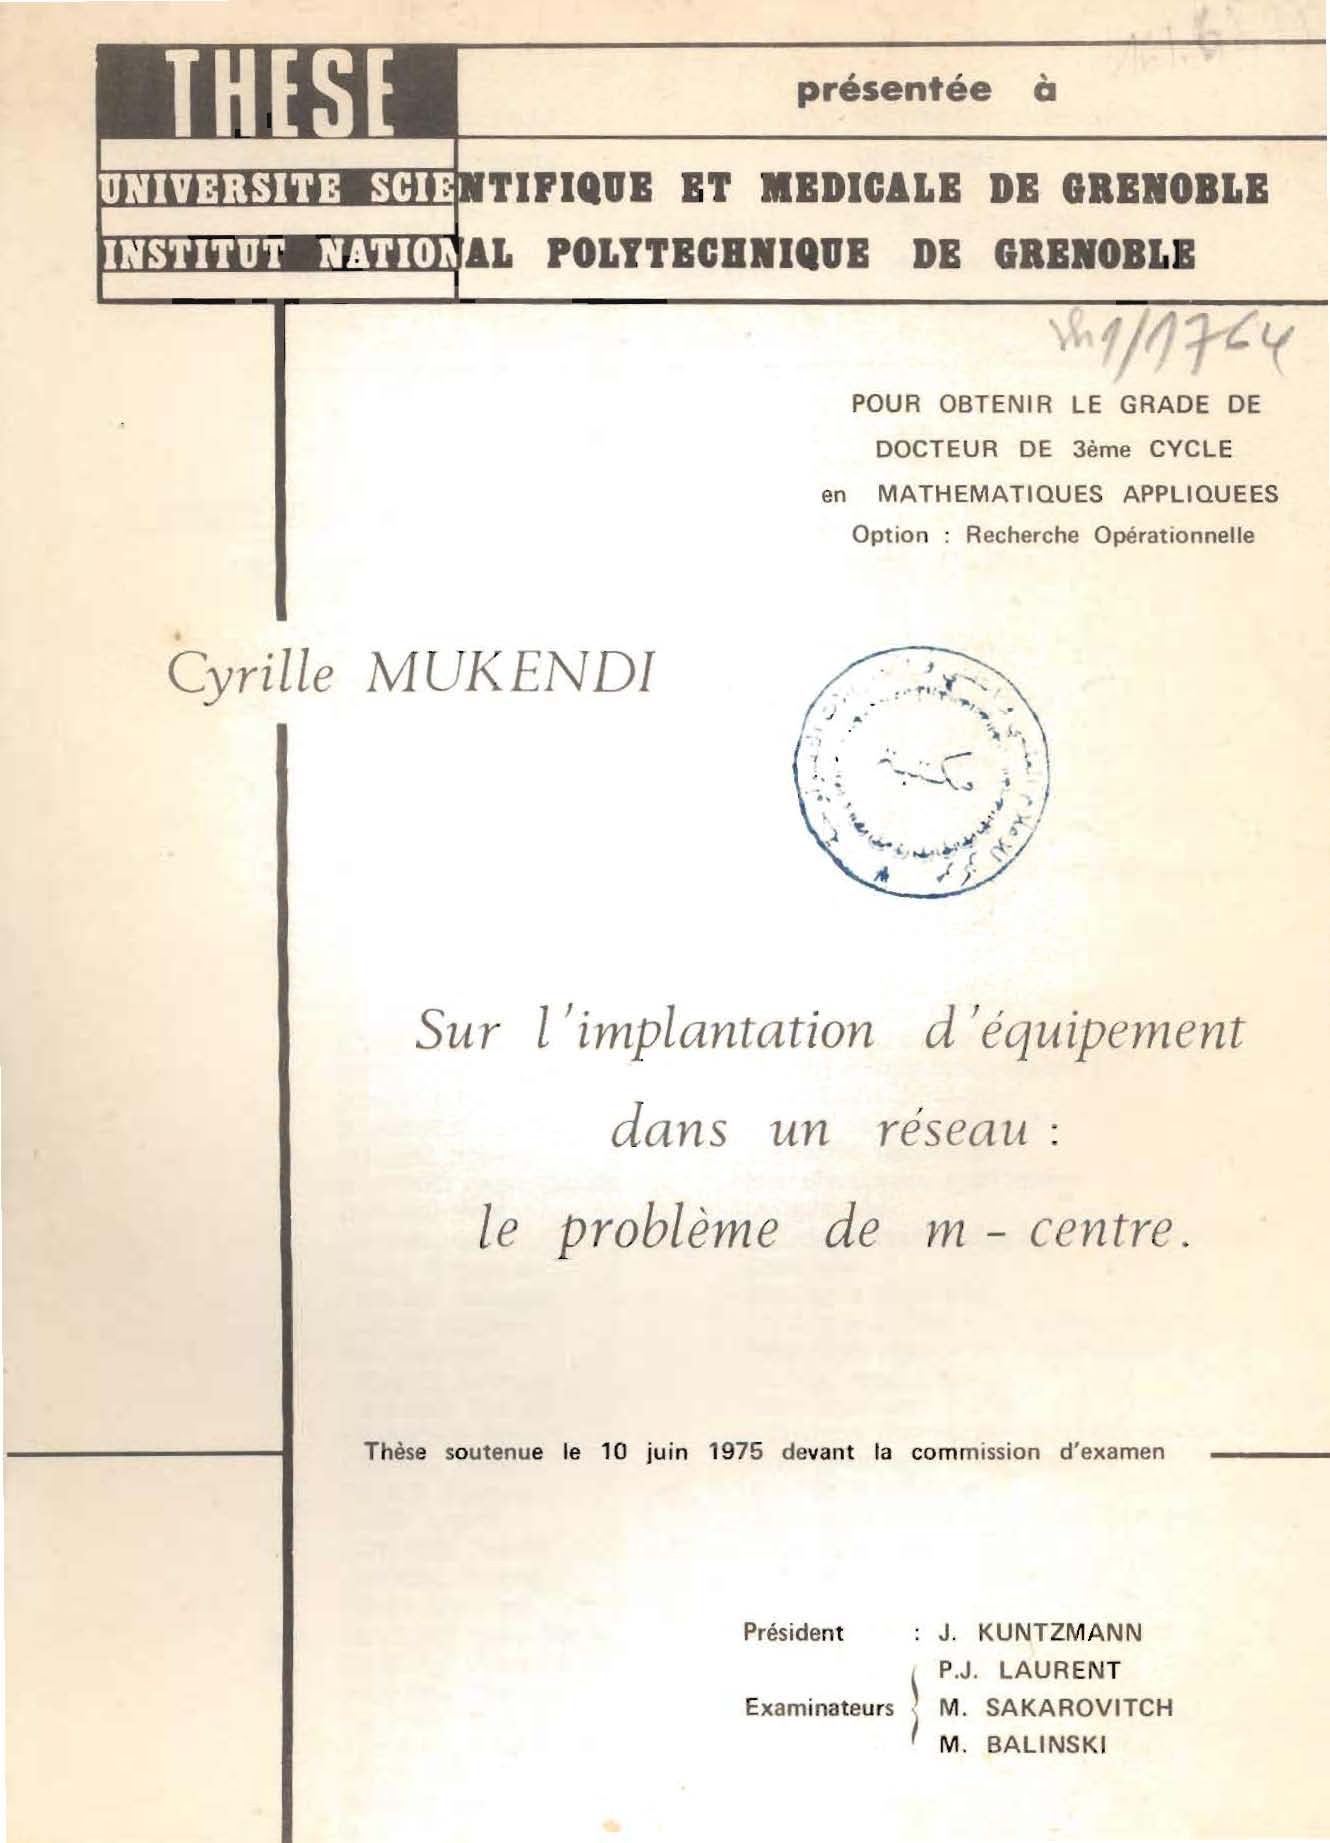 THESE
présentée à
UNIVERSITE SCIENTIFIQUE ET MEDICALE DE GRENOBLE
INSTITUT NATIONAL POLYTECHNIQUE DE GRENOBLE
1/1764
POUR OBTENIR LE GRADE DE
DOCTEUR DE 3ème CYCLE
en MATHEMATIQUES APPLIQUEES
Option : Recherche Opérationnelle
Cyrille MUKENDI
Sur l'implantation d'équipement
dans un réseau :
le problème de m - centre.
Thèse soutenue le 10 juin 1975 devant la commission d'examen
Président : J. KUNTZMANN
P.J. LAURENT
Examinateurs M. SAKAROVITCH
M. BALINSKI